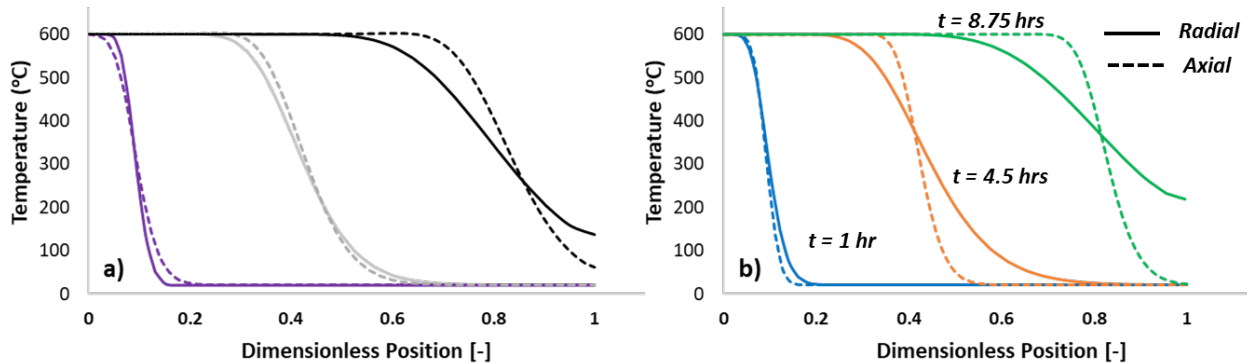 Temperature (°C)
600
500
400
300
200
100
0
a)
0
0.2
0.4
0.6
0.8
1
Dimensionless Position [-]
Temperature (°C)
600
500
400
300
200
100
0
b)
t = 8.75 hrs
t = 4.5 hrs
t = 1 hr
Radial
Axial
0
0.2
0.4
0.6
0.8
1
Dimensionless Position [-]